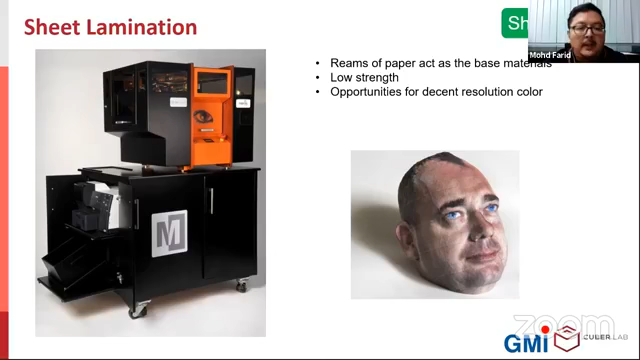 Sheet Lamination
Sh
Mohd Farid
• Reams of paper act as the base materials
• Low strength
• Opportunities for decent resolution color
M
zoom
GMi
CULER.LAB